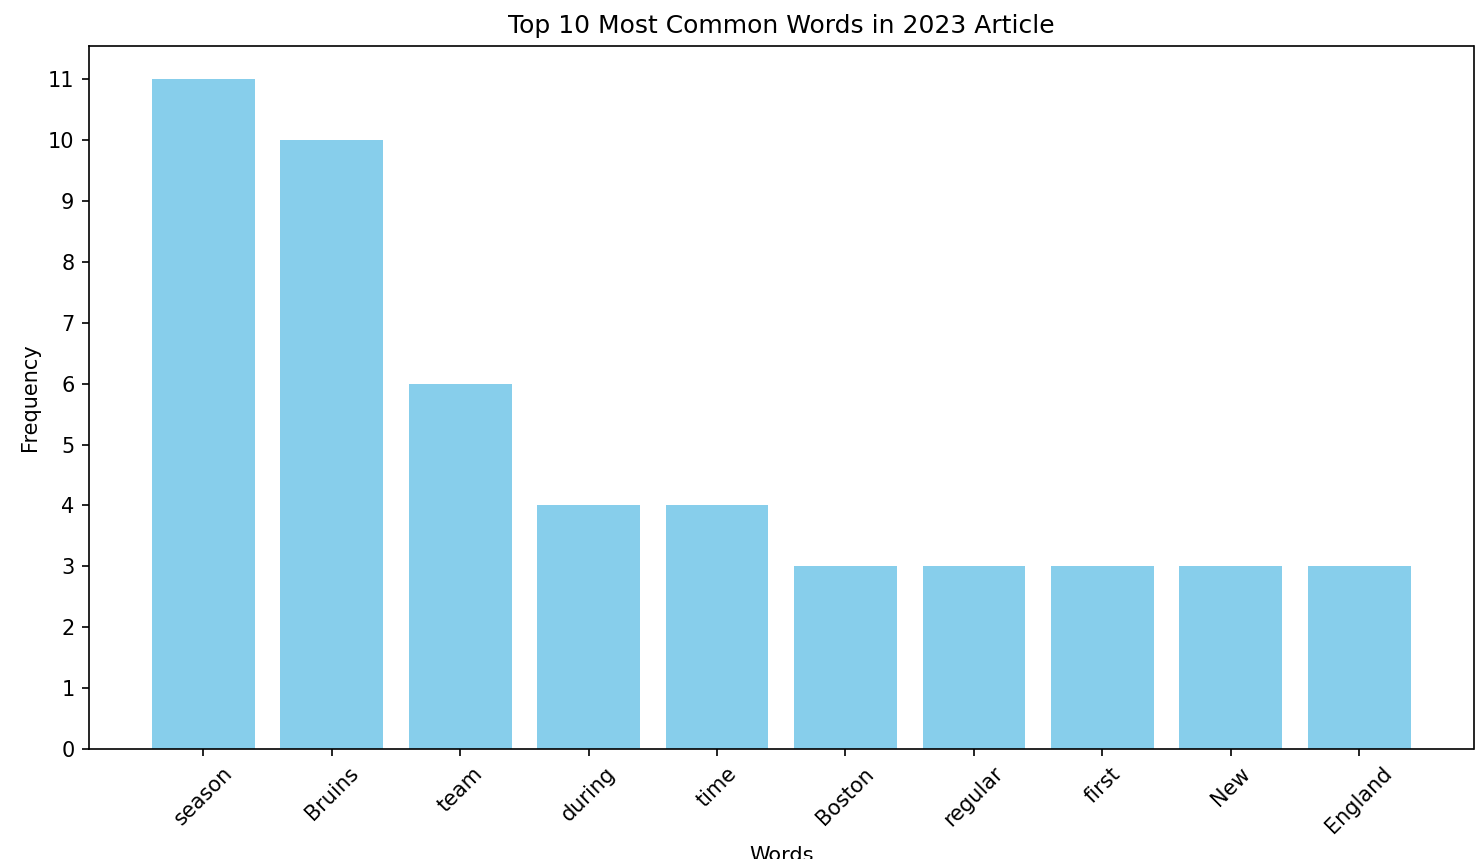 Top 10 Most Common Words in 2023 Article
11
10
9
8
7
6
5
4
3
2
1
0
Frequency
season
Bruins
team
during
time
Boston
regular
first
New
England
Words